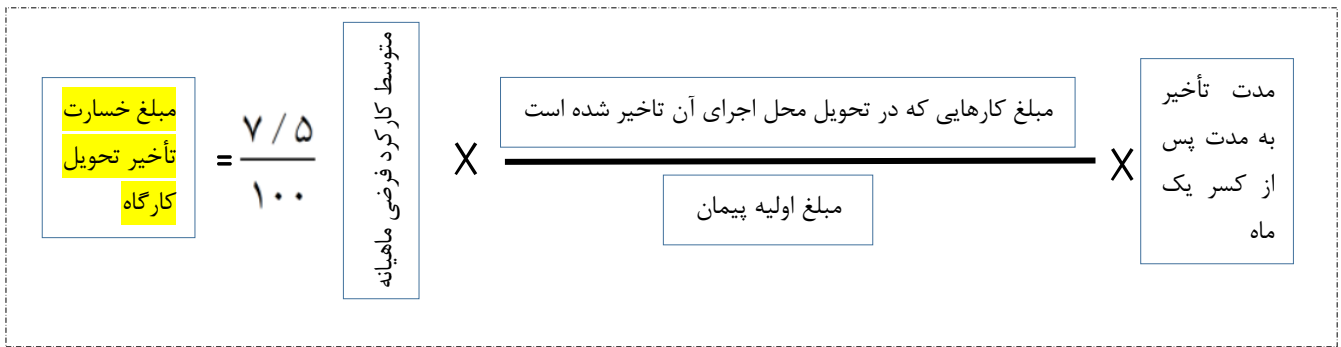 مبلغ خسارت
تأخیر تحویل
کارگاه
=
۷ / ۵
۱۰۰
متوسط کارکرد فرضی ماهیانه
X
مبلغ کارهایی که در تحویل محل اجرای آن تاخیر شده است
مبلغ اولیه پیمان
X
مدت تأخیر
به مدت پس
از کسر یک
ماه